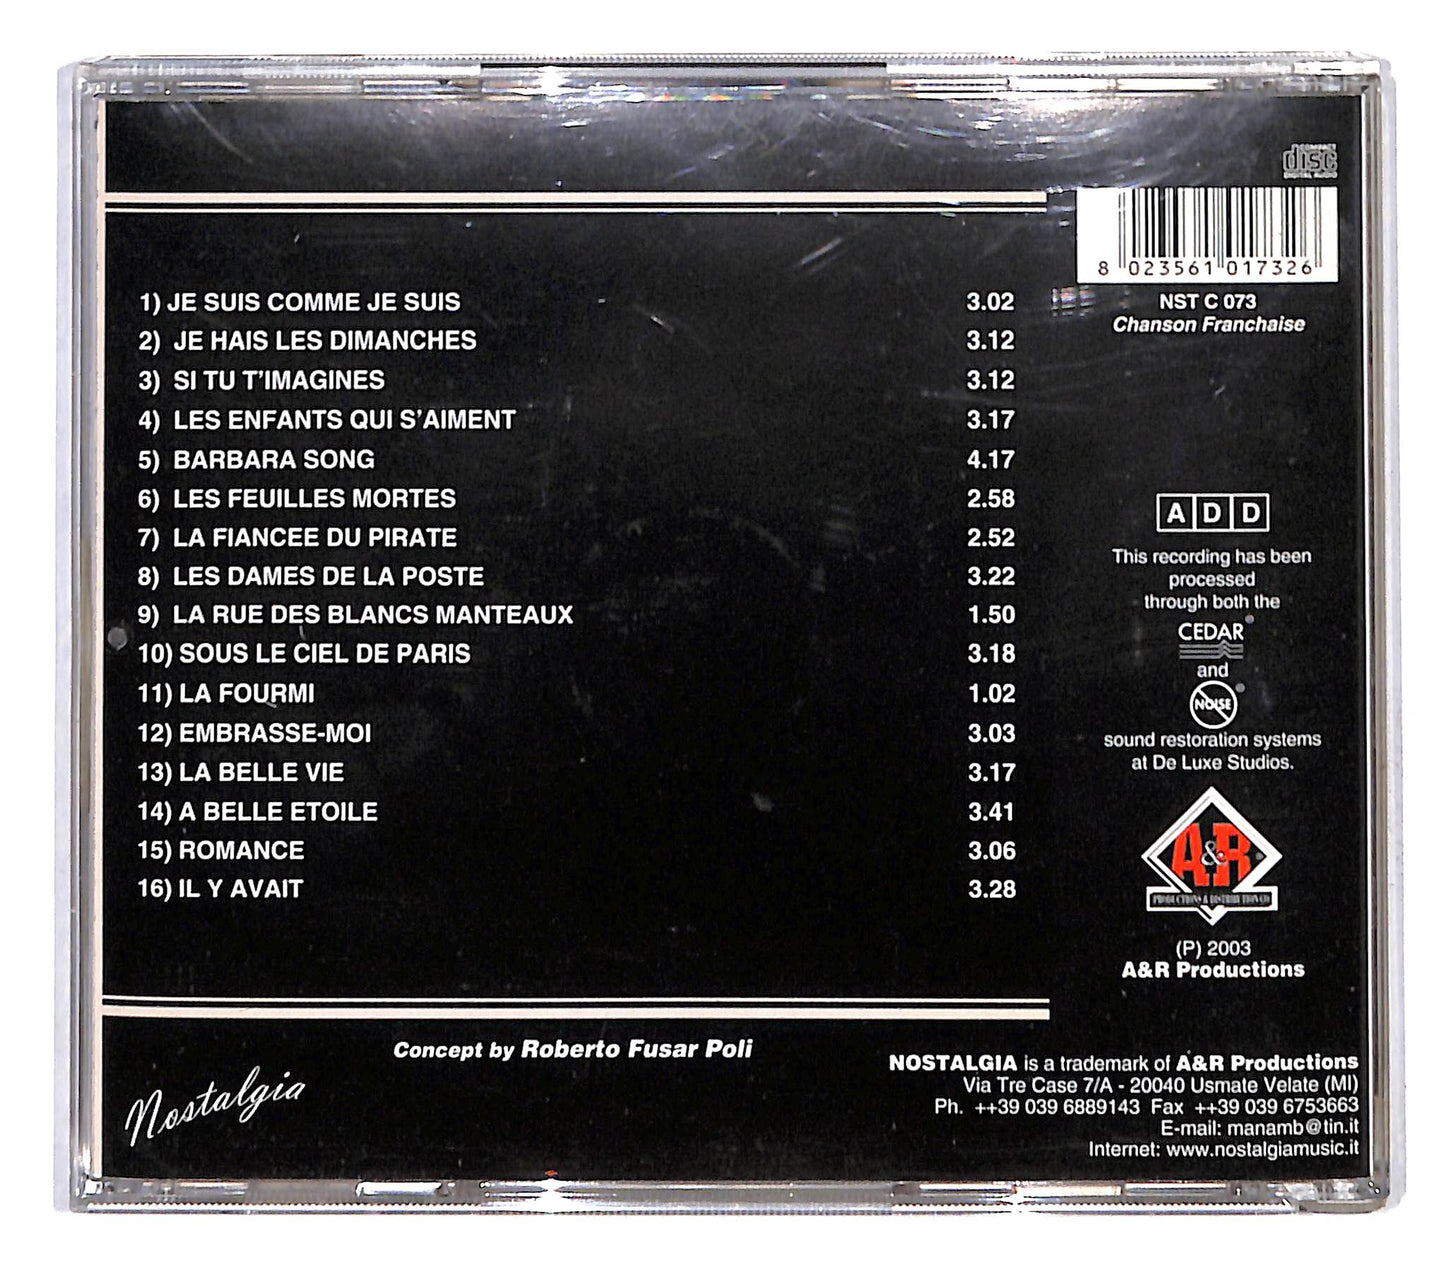 COMPACT
disc
DIGITAL AUDIO
8 023561 017326
NST C 073
Chanson Franchaise
1) JE SUIS COMME JE SUIS 3.02
2) JE HAIS LES DIMANCHES 3.12
3) SI TU T'IMAGINES 3.12
4) LES ENFANTS QUI S'AIMENT 3.17
5) BARBARA SONG 4.17
6) LES FEUILLES MORTES 2.58
7) LA FIANCEE DU PIRATE 2.52
8) LES DAMES DE LA POSTE 3.22
9) LA RUE DES BLANCS MANTEAUX 1.50
10) SOUS LE CIEL DE PARIS 3.18
11) LA FOURMI 1.02
12) EMBRASSE-MOI 3.03
13) LA BELLE VIE 3.17
14) A BELLE ETOILE 3.41
15) ROMANCE 3.06
16) IL Y AVAIT 3.28
ADD
This recording has been
processed
through both the
CEDAR
and
NOISE
sound restoration systems
at De Luxe Studios.
A&R
PRODUCTIONS & DISTRIBUTION CO
(P) 2003
A&R Productions
Concept by Roberto Fusar Poli
Nostalgia
NOSTALGIA is a trademark of A&R Productions
Via Tre Case 7/A - 20040 Usmate Velate (MI)
Ph. ++39 039 6889143 Fax ++39 039 6753663
E-mail: manamb@tin.it
Internet: www.nostalgiamusic.it